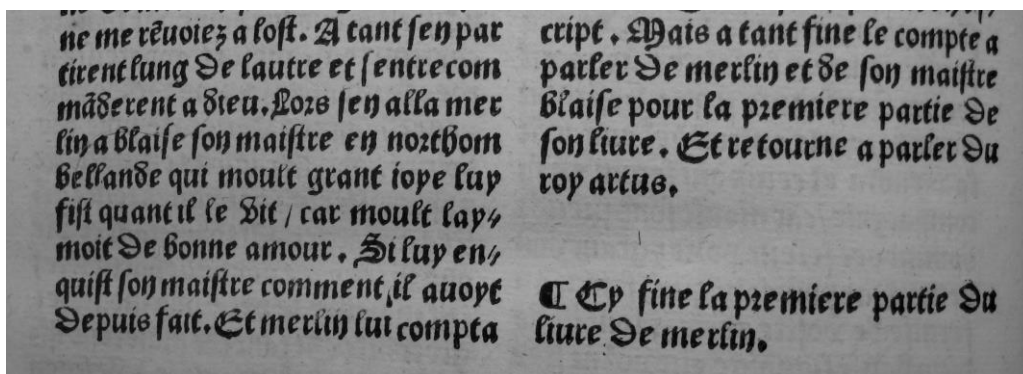 ne me rēuoiez a lost. A tant sen par
tirent lung de lautre et sentrecom
māderent a dieu. Lors sen alla mer
lin a blaise son maistre en northom
bellande qui moult grant ioye luy
fist quant il le vit / car moult lay⸗
moit de bonne amour. Si luy en⸗
quist son maistre comment il auoyt
depuis fait. Et merlin lui compta
cript. Mais a tant fine le compte a
parler de merlin et de son maistre
blaise pour la premiere partie de
son liure. Et retourne a parler du
roy artus.
¶ Cy fine la premiere partie du
liure de merlin.